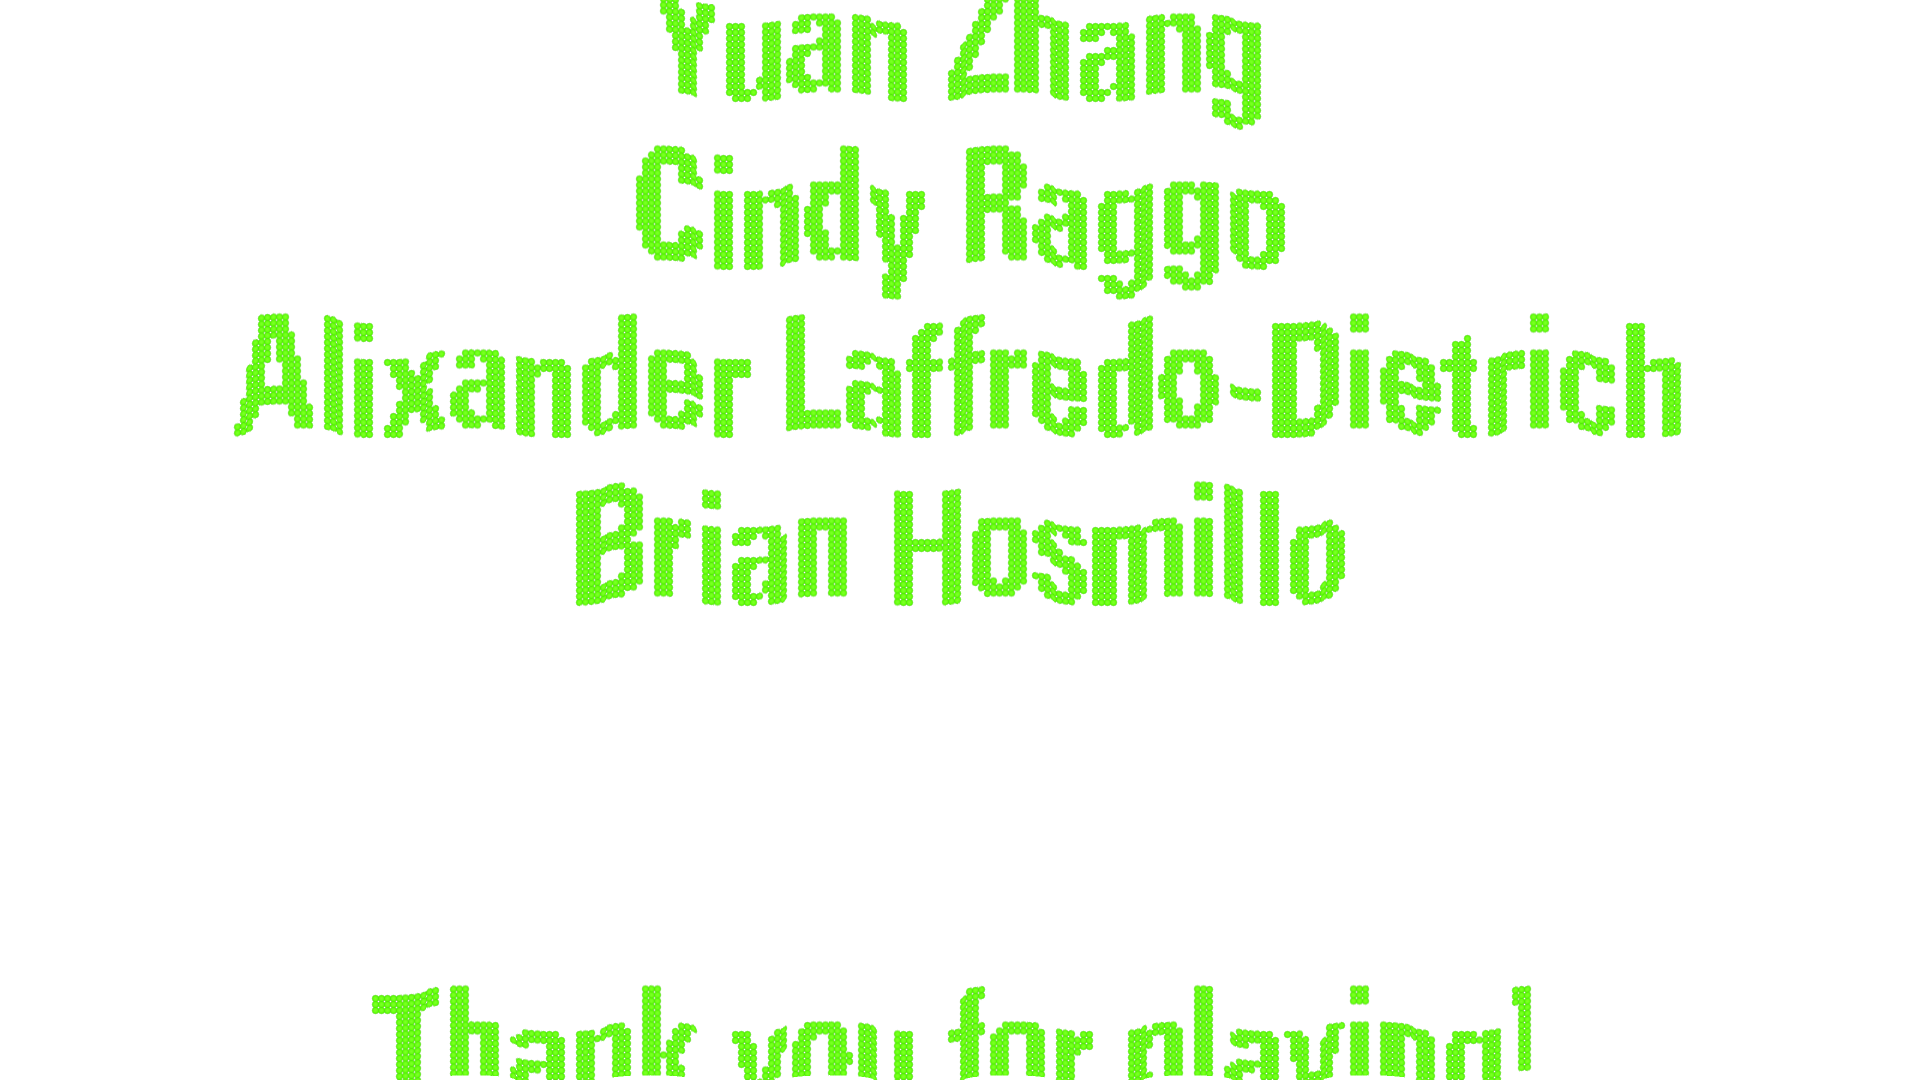 Yuan Zhang
Cindy Raggo
Alixander Laffredo-Dietrich
Brian Hosmillo
Thank you for playing!